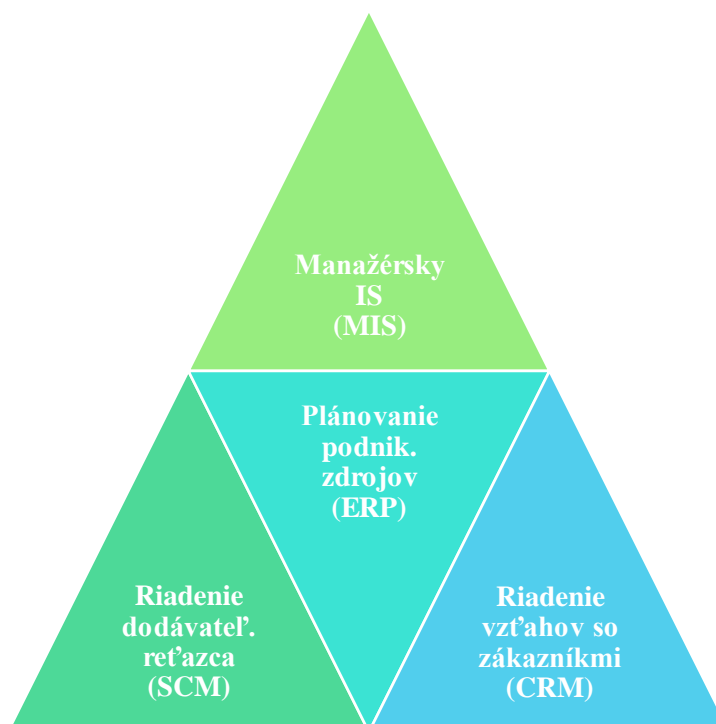 Manažérsky
IS
(MIS)
Plánovanie
podnik.
zdrojov
(ERP)
Riadenie
dodávateľ.
reťazca
(SCM)
Riadenie
vzťahov so
zákazníkmi
(CRM)